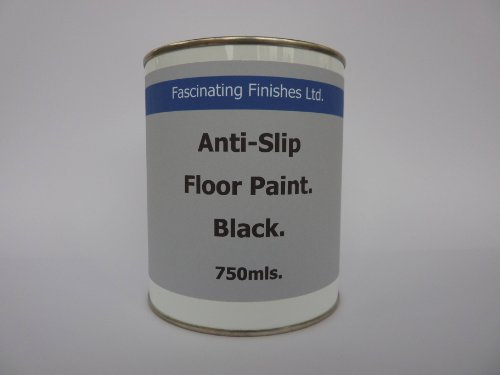 Fascinating Finishes Ltd.
Anti-Slip
Floor Paint.
Black.
750mls.